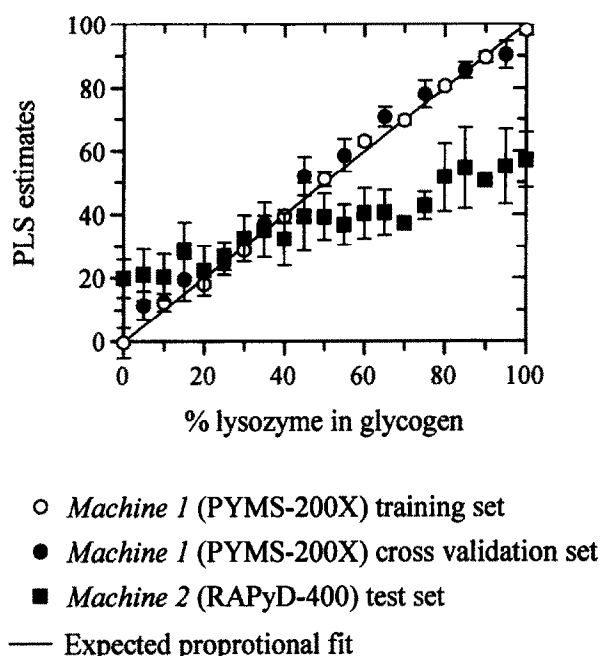 100
80
60
40
20
0
PLS estimates
0 20 40 60 80 100
% lysozyme in glycogen
Machine 1 (PYMS-200X) training set
Machine 1 (PYMS-200X) cross validation set
Machine 2 (RAPyD-400) test set
Expected proprotional fit